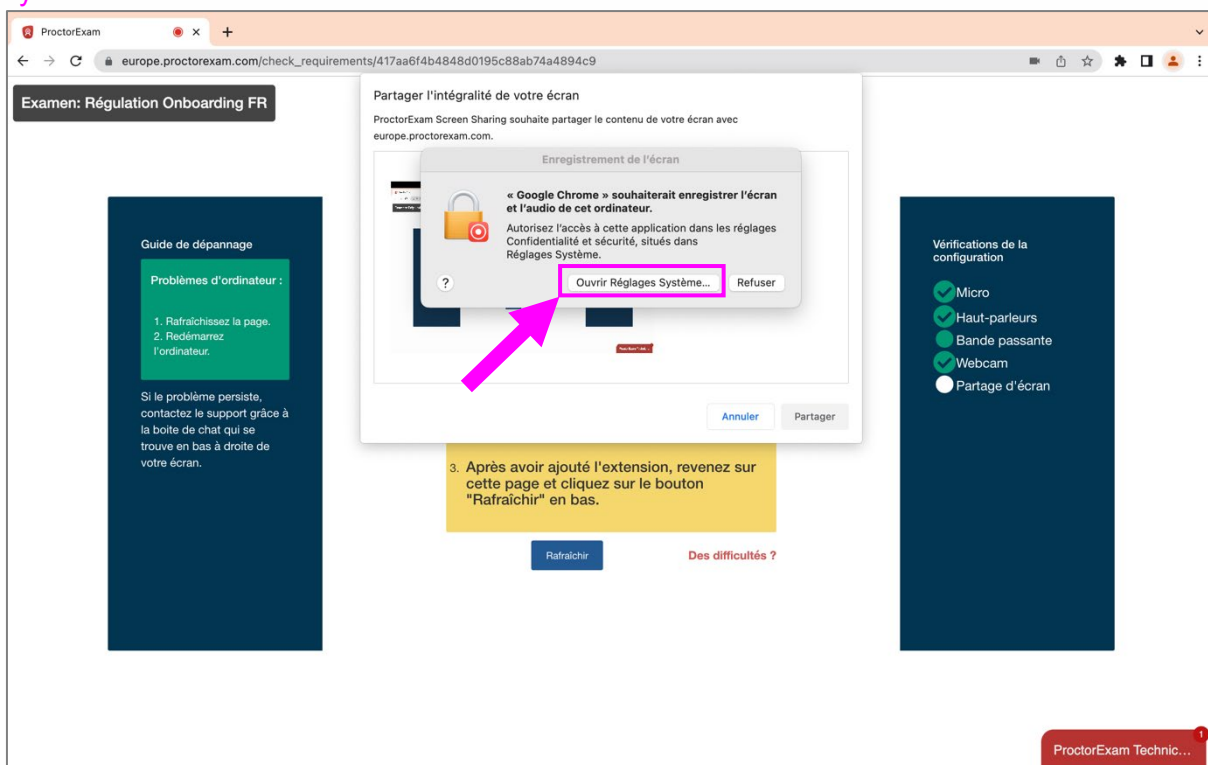 ProctorExam
europe.proctorexam.com/check_requirements/417aa6f4b4848d0195c88ab74a4894c9
Examen: Régulation Onboarding FR
Partager l'intégralité de votre écran
ProctorExam Screen Sharing souhaite partager le contenu de votre écran avec
europe.proctorexam.com.
Enregistrement de l'écran
« Google Chrome » souhaiterait enregistrer l'écran
et l'audio de cet ordinateur.
Autorisez l'accès à cette application dans les réglages
Confidentialité et sécurité, situés dans
Réglages Système.
?
Ouvrir Réglages Système...
Refuser
Annuler
Partager
Guide de dépannage
Problèmes d'ordinateur :
1. Rafraîchissez la page.
2. Redémarrez
l'ordinateur.
Si le problème persiste,
contactez le support grâce à
la boite de chat qui se
trouve en bas à droite de
votre écran.
3. Après avoir ajouté l'extension, revenez sur
cette page et cliquez sur le bouton
"Rafraîchir" en bas.
Rafraîchir
Des difficultés ?
Vérifications de la
configuration
Micro
Haut-parleurs
Bande passante
Webcam
Partage d'écran
1
ProctorExam Technic...